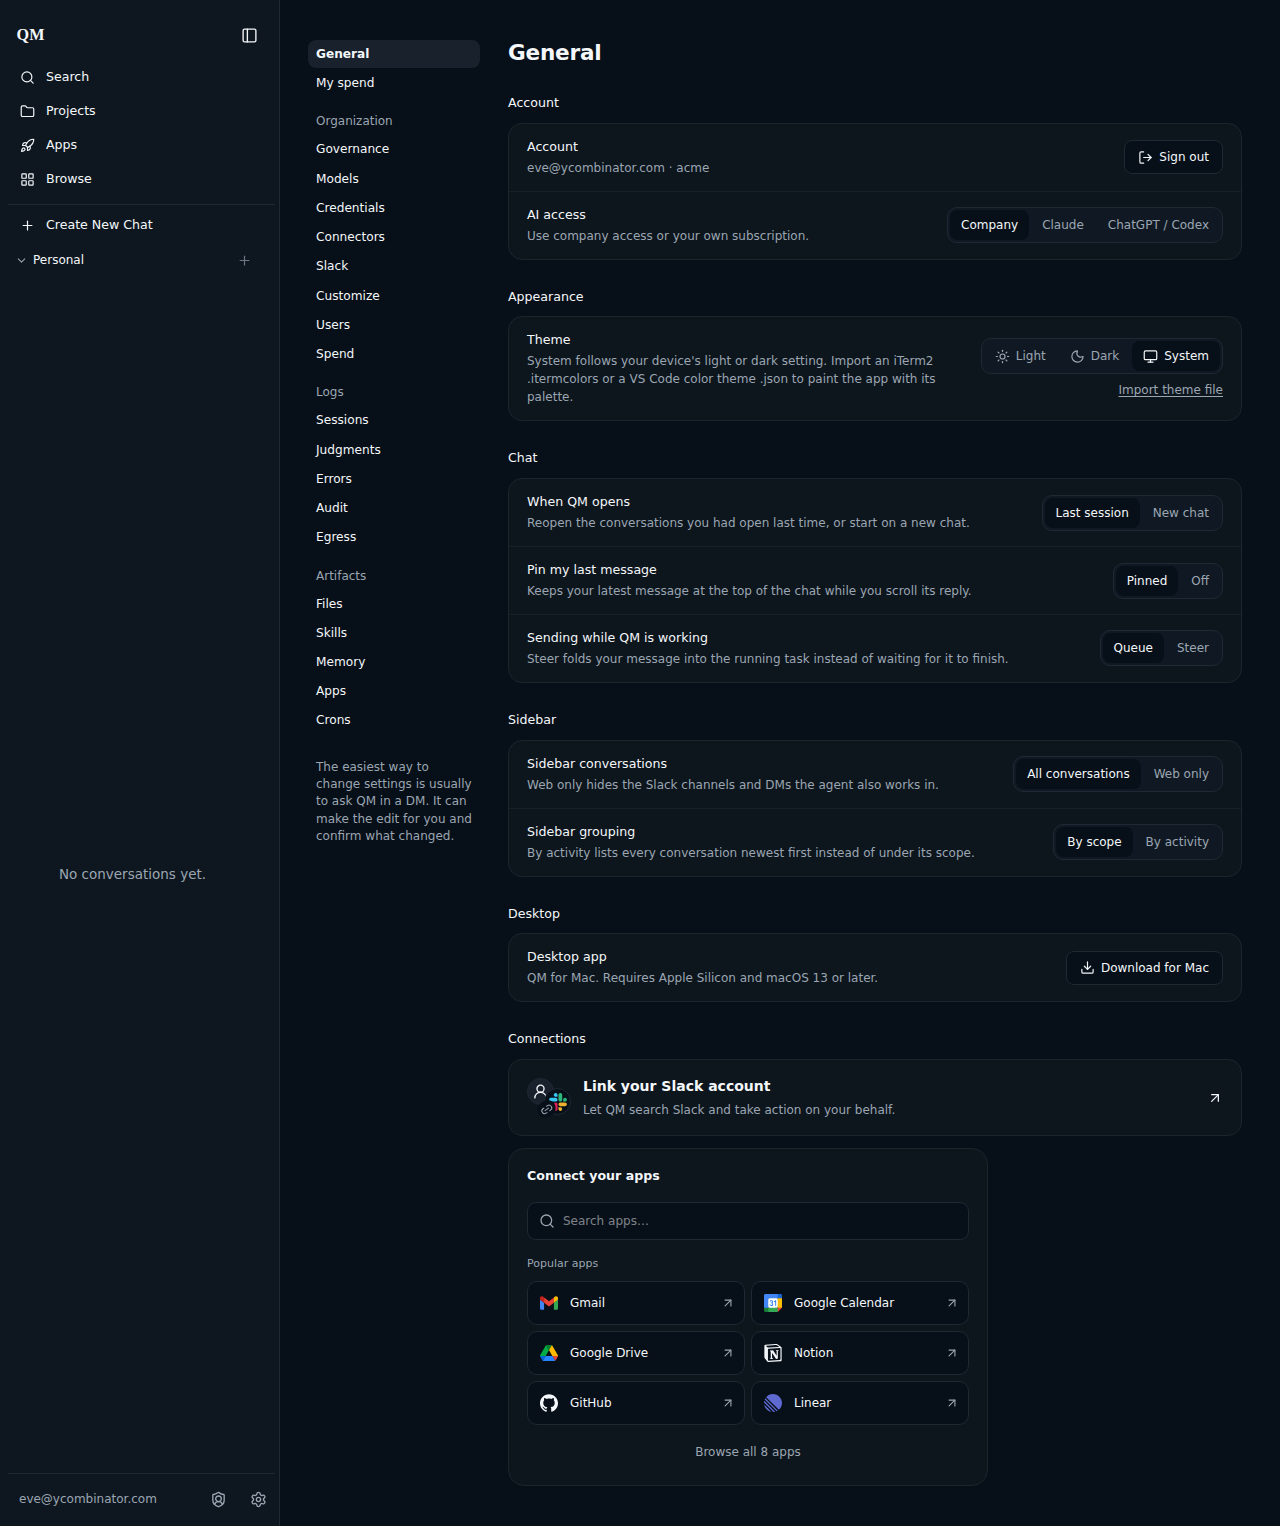 QM
Search
Projects
Apps
Browse
Create New Chat
Personal
No conversations yet.
eve@ycombinator.com
General
My spend
Organization
Governance
Models
Credentials
Connectors
Slack
Customize
Users
Spend
Logs
Sessions
Judgments
Errors
Audit
Egress
Artifacts
Files
Skills
Memory
Apps
Crons
The easiest way to
change settings is usually
to ask QM in a DM. It can
make the edit for you and
confirm what changed.
General
Account
Account
eve@ycombinator.com · acme
Sign out
AI access
Use company access or your own subscription.
Company Claude ChatGPT / Codex
Appearance
Theme
System follows your device's light or dark setting. Import an iTerm2
.itermcolors or a VS Code color theme .json to paint the app with its
palette.
Light Dark System
Import theme file
Chat
When QM opens
Reopen the conversations you had open last time, or start on a new chat.
Last session New chat
Pin my last message
Keeps your latest message at the top of the chat while you scroll its reply.
Pinned Off
Sending while QM is working
Steer folds your message into the running task instead of waiting for it to finish.
Queue Steer
Sidebar
Sidebar conversations
Web only hides the Slack channels and DMs the agent also works in.
All conversations Web only
Sidebar grouping
By activity lists every conversation newest first instead of under its scope.
By scope By activity
Desktop
Desktop app
QM for Mac. Requires Apple Silicon and macOS 13 or later.
Download for Mac
Connections
Link your Slack account
Let QM search Slack and take action on your behalf.
Connect your apps
Search apps...
Popular apps
Gmail
31 Google Calendar
Google Drive
Notion
GitHub
Linear
Browse all 8 apps